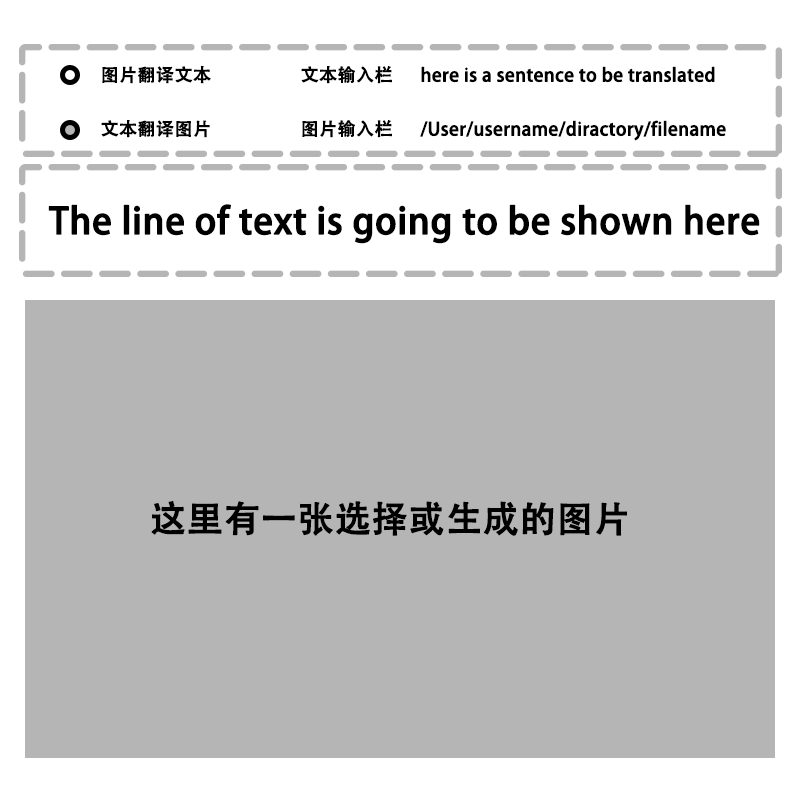 图片翻译文本 文本输入栏 here is a sentence to be translated
文本翻译图片 图片输入栏 /User/username/diractory/filename
The line of text is going to be shown here
这里有一张选择或生成的图片